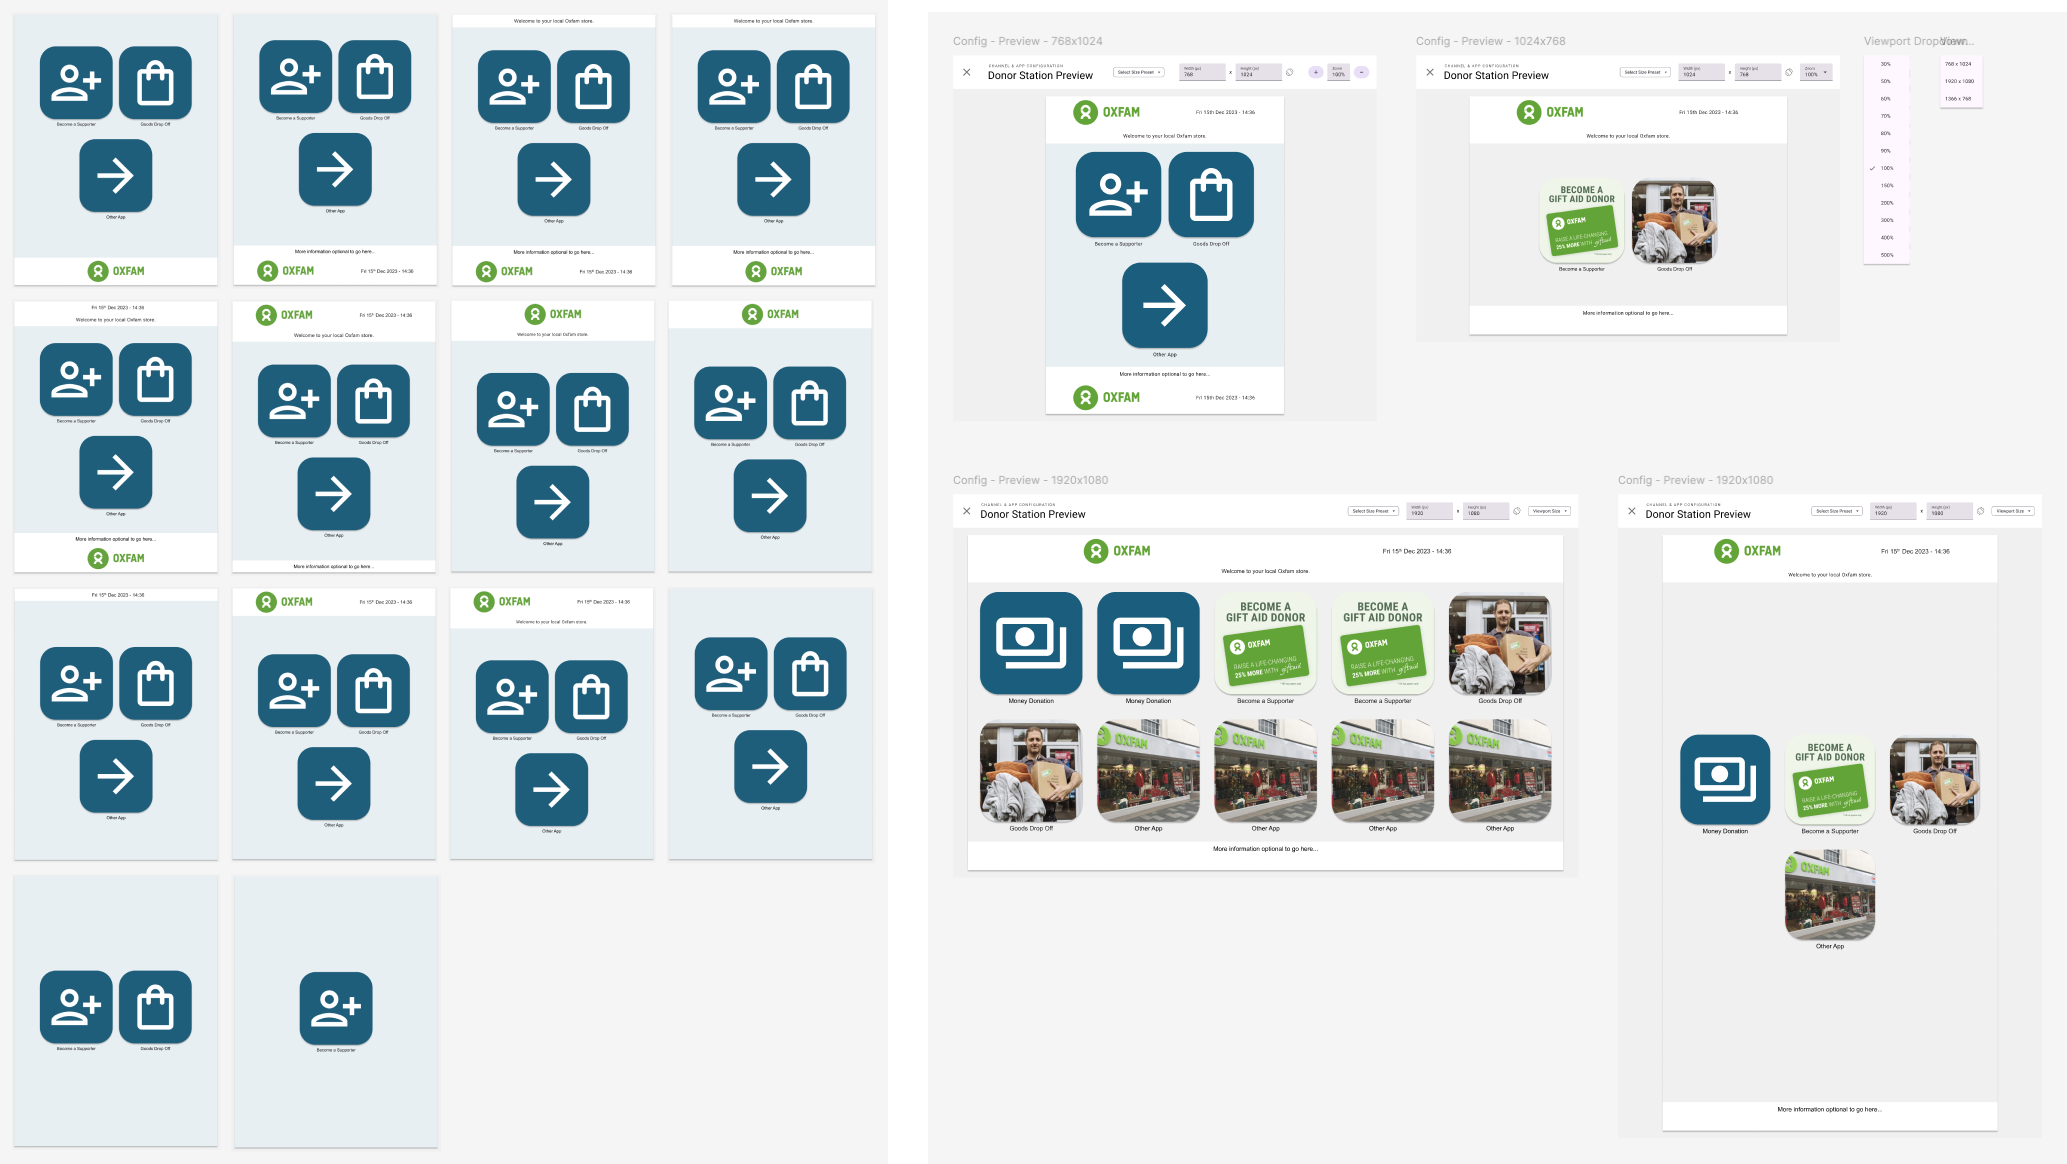 Become a Supporter
Goods Drop Off
Other App
OXFAM
Become a Supporter
Goods Drop Off
Other App
More information optional to go here...
OXFAM
Fri 15th Dec 2023 - 14:36
Welcome to your local Oxfam store.
Become a Supporter
Goods Drop Off
Other App
More information optional to go here...
OXFAM
Fri 15th Dec 2023 - 14:36
Welcome to your local Oxfam store.
Become a Supporter
Goods Drop Off
Other App
More information optional to go here...
OXFAM
Fri 15th Dec 2023 - 14:36
Welcome to your local Oxfam store.
Become a Supporter
Goods Drop Off
Other App
More information optional to go here...
OXFAM
OXFAM
Fri 15th Dec 2023 - 14:36
Welcome to your local Oxfam store.
Become a Supporter
Goods Drop Off
Other App
More information optional to go here...
OXFAM
Welcome to your local Oxfam store.
Become a Supporter
Goods Drop Off
Other App
OXFAM
Become a Supporter
Goods Drop Off
Other App
Fri 15th Dec 2023 - 14:36
Become a Supporter
Goods Drop Off
Other App
OXFAM
Fri 15th Dec 2023 - 14:36
Become a Supporter
Goods Drop Off
Other App
OXFAM
Fri 15th Dec 2023 - 14:36
Welcome to your local Oxfam store.
Become a Supporter
Goods Drop Off
Other App
Become a Supporter
Goods Drop Off
Other App
Become a Supporter
Goods Drop Off
Become a Supporter
Config - Preview - 768x1024
CHANNEL & APP CONFIGURATION
Donor Station Preview
Select Size Preset
Width (px)
768
x
Height (px)
1024
+
Zoom
100%
-
OXFAM
Fri 15th Dec 2023 - 14:36
Welcome to your local Oxfam store.
Become a Supporter
Goods Drop Off
Other App
More information optional to go here...
OXFAM
Fri 15th Dec 2023 - 14:36
Config - Preview - 1024x768
CHANNEL & APP CONFIGURATION
Donor Station Preview
Select Size Preset
Width (px)
1024
x
Height (px)
768
Zoom
100%
OXFAM
Fri 15th Dec 2023 - 14:36
Welcome to your local Oxfam store.
BECOME A
GIFT AID DONOR
OXFAM
RAISE A LIFE-CHANGING
25% MORE WITH giftaid
Become a Supporter
Goods Drop Off
More information optional to go here...
Viewport Dropdown
30%
50%
60%
70%
80%
90%
100%
150%
200%
300%
400%
500%
768 x 1024
1920 x 1080
1366 x 768
Config - Preview - 1920x1080
CHANNEL & APP CONFIGURATION
Donor Station Preview
Select Size Preset
Width (px)
1920
x
Height (px)
1080
Viewport Size
OXFAM
Fri 15th Dec 2023 - 14:36
Welcome to your local Oxfam store.
Money Donation
Money Donation
BECOME A
GIFT AID DONOR
OXFAM
RAISE A LIFE-CHANGING
25% MORE WITH giftaid
Become a Supporter
BECOME A
GIFT AID DONOR
OXFAM
RAISE A LIFE-CHANGING
25% MORE WITH giftaid
Become a Supporter
Goods Drop Off
Goods Drop Off
OXFAM
Other App
OXFAM
Other App
OXFAM
Other App
OXFAM
Other App
More information optional to go here...
Config - Preview - 1920x1080
CHANNEL & APP CONFIGURATION
Donor Station Preview
Select Size Preset
Width (px)
1920
x
Height (px)
1080
Viewport Size
OXFAM
Fri 15th Dec 2023 - 14:36
Welcome to your local Oxfam store.
Money Donation
BECOME A
GIFT AID DONOR
OXFAM
RAISE A LIFE-CHANGING
25% MORE WITH giftaid
Become a Supporter
Goods Drop Off
OXFAM
Other App
More information optional to go here...